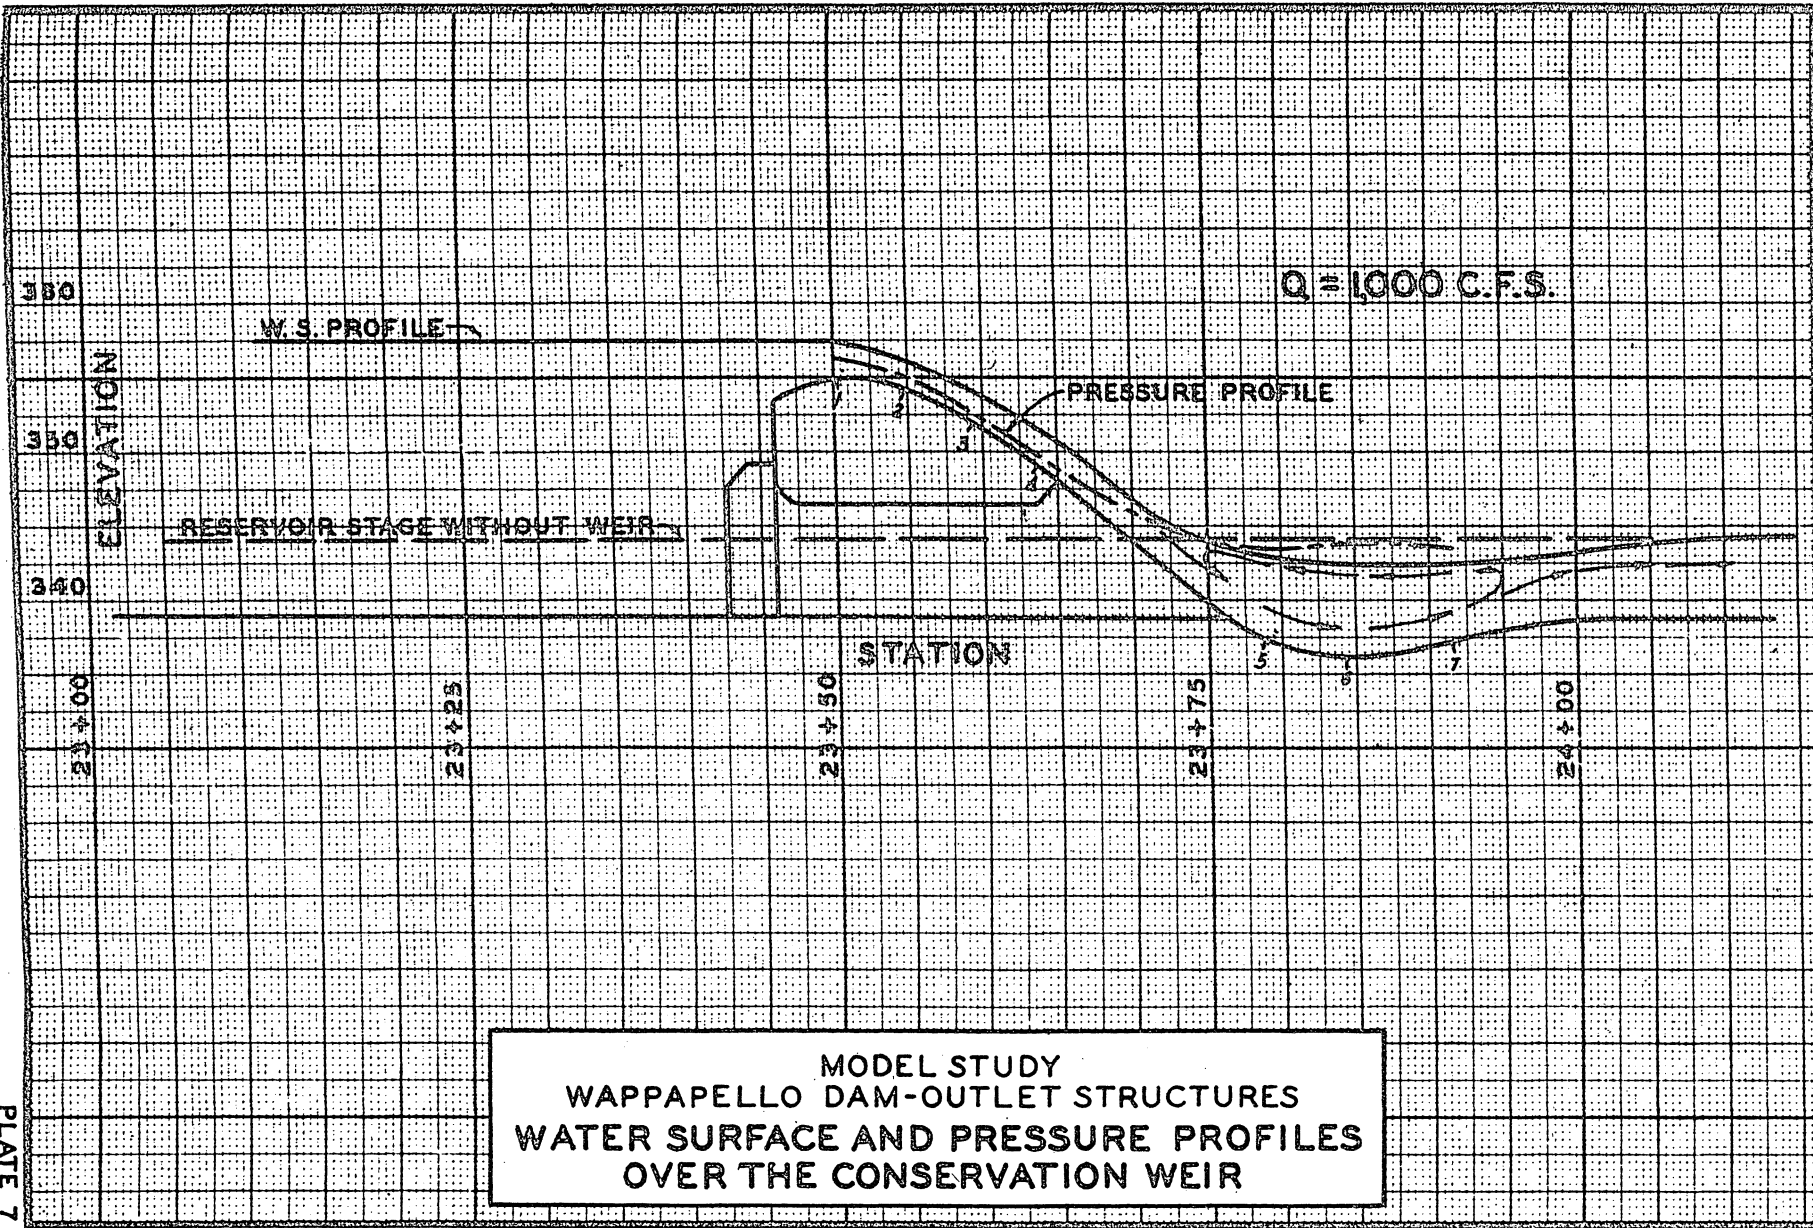 Q = 1,000 C.F.S.
360
W. S. PROFILE
ELEVATION
PRESSURE PROFILE
350
1
2
3
4
RESERVOIR STAGE WITHOUT WEIR
340
STATION
5
6
7
23+00
23+25
23+50
23+75
24+00
MODEL STUDY
WAPPAPELLO DAM-OUTLET STRUCTURES
WATER SURFACE AND PRESSURE PROFILES
OVER THE CONSERVATION WEIR
PLATE 7